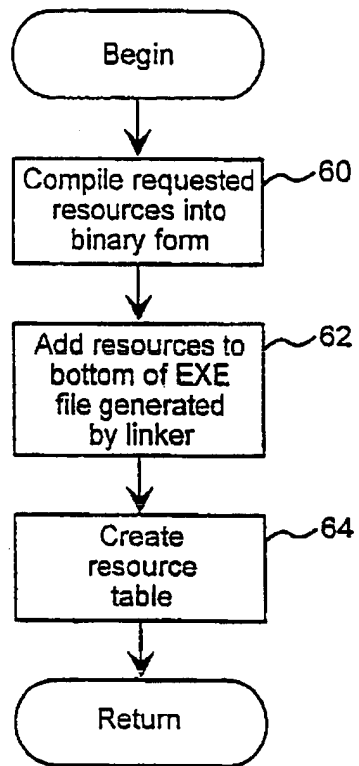 Begin
Compile requested
60
resources into
binary form
Add resources to
62
bottom of EXE
file generated
by linker
Create
64
resource
table
Return